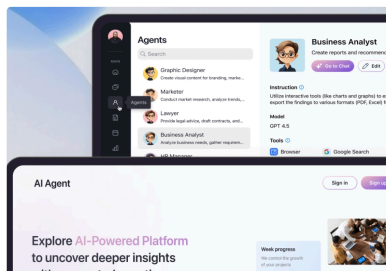 Agents
Search
Graphic Designer
Create visual content for branding, marke...
Marketer
Conduct market research, analyze trends,...
Lawyer
Provide legal advice, draft contracts, and...
Business Analyst
Analyze business needs, gather requiremen...
HR Manager
Agents
Business Analyst
Create reports and recommend
Go to Chat
Edit
Instruction
Utilize interactive tools (like charts and graphs) to e
export the findings to various formats (PDF, Excel)
Model
GPT 4.5
Tools
Browser
Google Search
AI Agent
Sign in
Sign up
Explore AI-Powered Platform
to uncover deeper insights
Weak progress
We control the growth
of your projects